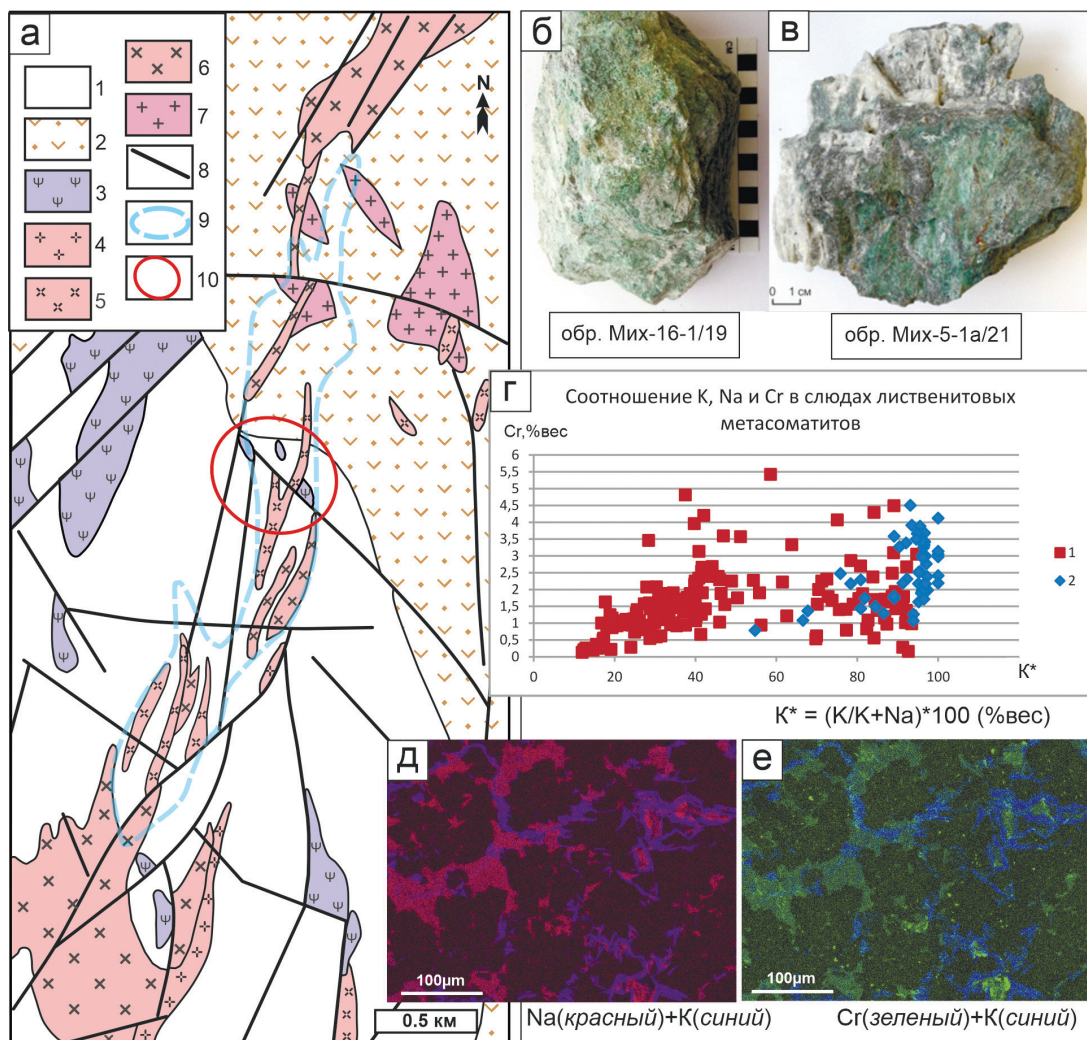 а
1
2
3
4
5
6
7
8
9
10
N
0.5 км
б
см
обр. Мих-16-1/19
в
0 1 см
обр. Мих-5-1а/21
г
Соотношение K, Na и Cr в слюдах лиственитовых
метасоматитов
Cr,%вес
6
5,5
5
4,5
4
3,5
3
2,5
2
1,5
1
0,5
0
0 20 40 60 80 100
К*
1
2
К* = (K/K+Na)*100 (%вес)
д
100μm
Na(красный)+К(синий)
е
100μm
Cr(зеленый)+К(синий)